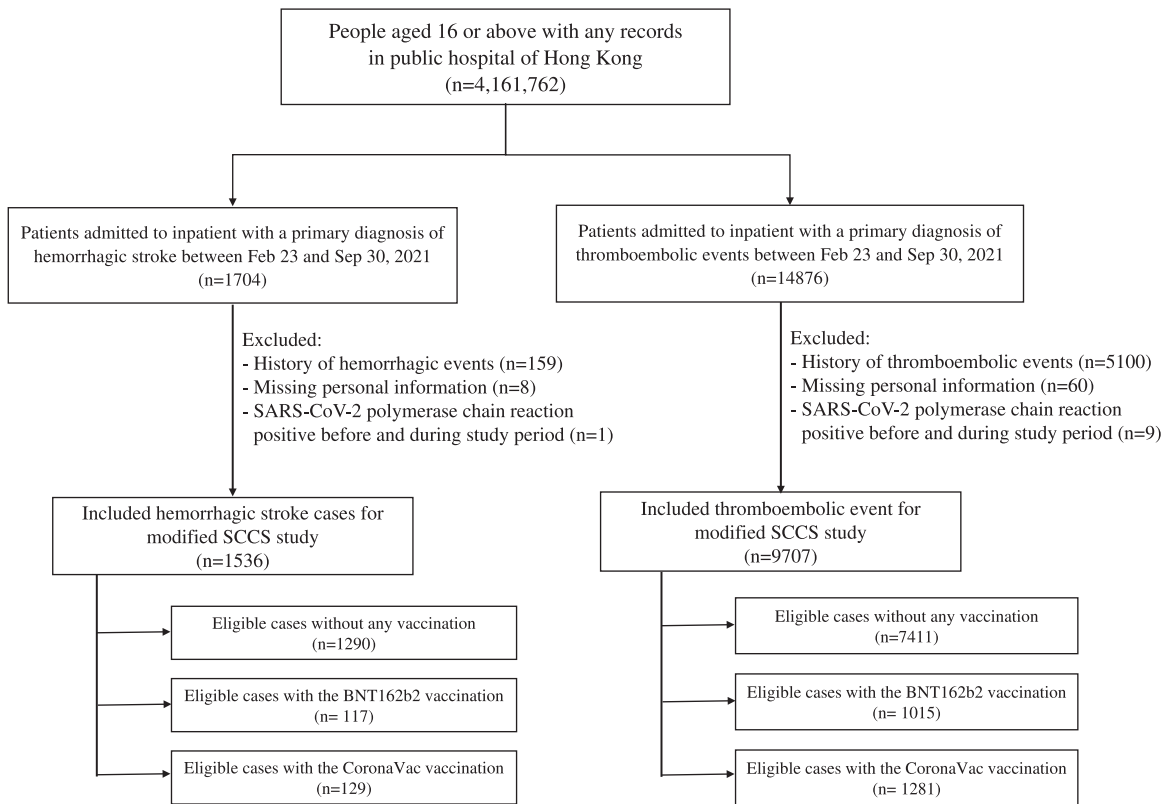 People aged 16 or above with any records
in public hospital of Hong Kong
(n=4,161,762)
Patients admitted to inpatient with a primary diagnosis of
hemorrhagic stroke between Feb 23 and Sep 30, 2021
(n=1704)
Patients admitted to inpatient with a primary diagnosis of
thromboembolic events between Feb 23 and Sep 30, 2021
(n=14876)
Excluded:
- History of hemorrhagic events (n=159)
- Missing personal information (n=8)
- SARS-CoV-2 polymerase chain reaction
positive before and during study period (n=1)
Excluded:
- History of thromboembolic events (n=5100)
- Missing personal information (n=60)
- SARS-CoV-2 polymerase chain reaction
positive before and during study period (n=9)
Included hemorrhagic stroke cases for
modified SCCS study
(n=1536)
Included thromboembolic event for
modified SCCS study
(n=9707)
Eligible cases without any vaccination
(n=1290)
Eligible cases with the BNT162b2 vaccination
(n= 117)
Eligible cases with the CoronaVac vaccination
(n=129)
Eligible cases without any vaccination
(n=7411)
Eligible cases with the BNT162b2 vaccination
(n= 1015)
Eligible cases with the CoronaVac vaccination
(n= 1281)